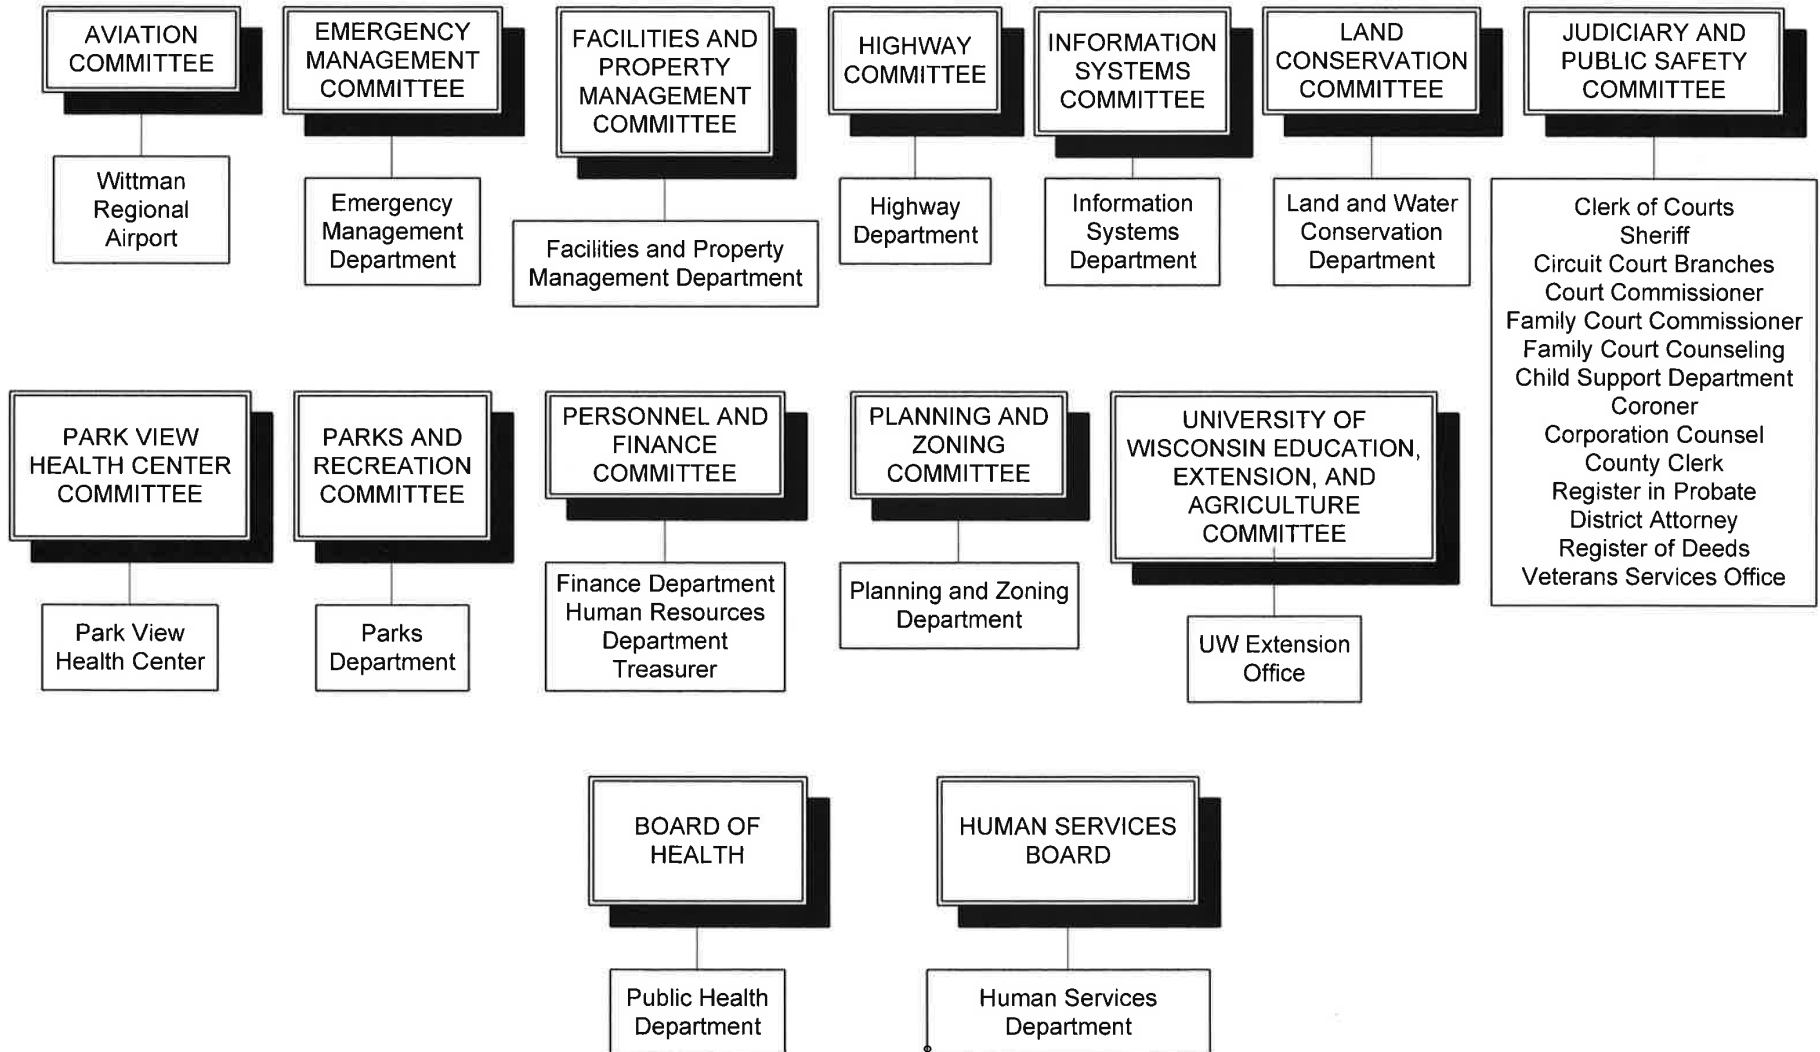 AVIATION
COMMITTEE
Wittman
Regional
Airport
EMERGENCY
MANAGEMENT
COMMITTEE
Emergency
Management
Department
FACILITIES AND
PROPERTY
MANAGEMENT
COMMITTEE
Facilities and Property
Management Department
HIGHWAY
COMMITTEE
Highway
Department
INFORMATION
SYSTEMS
COMMITTEE
Information
Systems
Department
LAND
CONSERVATION
COMMITTEE
Land and Water
Conservation
Department
JUDICIARY AND
PUBLIC SAFETY
COMMITTEE
Clerk of Courts
Sheriff
Circuit Court Branches
Court Commissioner
Family Court Commissioner
Family Court Counseling
Child Support Department
Coroner
Corporation Counsel
County Clerk
Register in Probate
District Attorney
Register of Deeds
Veterans Services Office
PARK VIEW
HEALTH CENTER
COMMITTEE
Park View
Health Center
PARKS AND
RECREATION
COMMITTEE
Parks
Department
PERSONNEL AND
FINANCE
COMMITTEE
Finance Department
Human Resources
Department
Treasurer
PLANNING AND
ZONING
COMMITTEE
Planning and Zoning
Department
UNIVERSITY OF
WISCONSIN EDUCATION,
EXTENSION, AND
AGRICULTURE
COMMITTEE
UW Extension
Office
BOARD OF
HEALTH
Public Health
Department
HUMAN SERVICES
BOARD
Human Services
Department